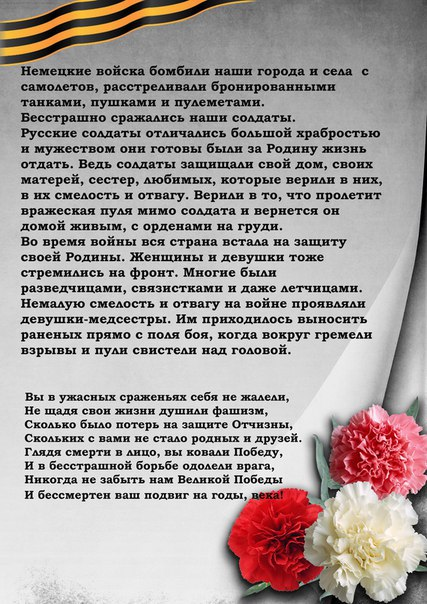 Немецкие войска бомбили наши города и села с
самолетов, расстреливали бронированными
танками, пушками и пулеметами.
Бесстрашно сражались наши солдаты.
Русские солдаты отличались большой храбростью
и мужеством они готовы были за Родину жизнь
отдать. Ведь солдаты защищали свой дом, своих
матерей, сестер, любимых, которые верили в них,
в их смелость и отвагу. Верили в то, что пролетит
вражеская пуля мимо солдата и вернется он
домой живым, с орденами на груди.
Во время войны вся страна встала на защиту
своей Родины. Женщины и девушки тоже
стремились на фронт. Многие были
разведчицами, связистками и даже летчицами.
Немалую смелость и отвагу на войне проявляли
девушки-медсестры. Им приходилось выносить
раненых прямо с поля боя, когда вокруг гремели
взрывы и пули свистели над головой.
Вы в ужасных сраженьях себя не жалели,
Не щадя свои жизни душили фашизм,
Сколько было потерь на защите Отчизны,
Скольких с вами не стало родных и друзей.
Глядя смерти в лицо, вы ковали Победу,
И в бесстрашной борьбе одолели врага,
Никогда не забыть нам Великой Победы
И бессмертен ваш подвиг на годы, века!